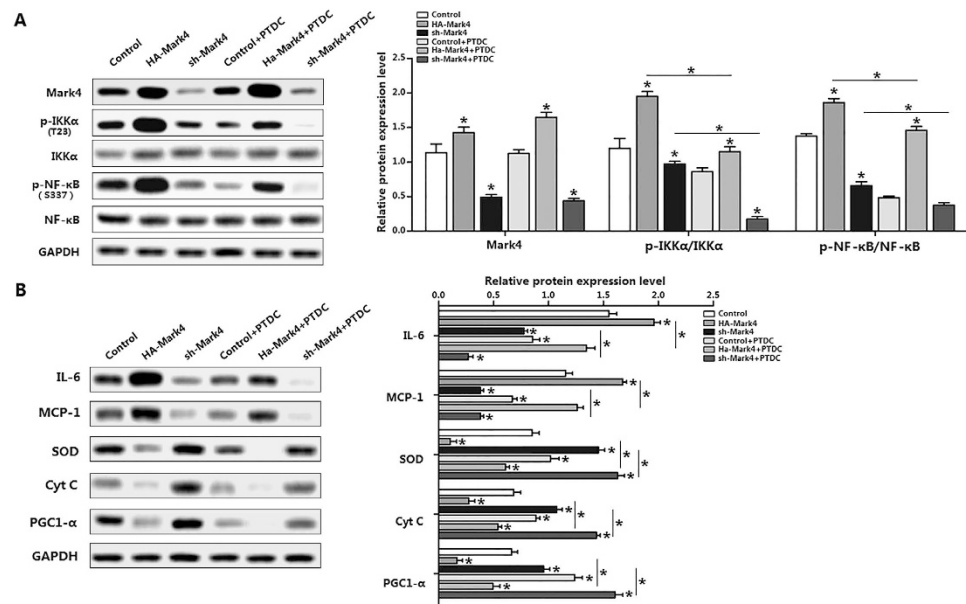 A
Control
HA-Mark4
sh-Mark4
Control+PTDC
Ha-Mark4+PTDC
sh-Mark4+PTDC
Mark4
p-IKKα
(T23)
IKKα
p-NF-κB
(S337)
NF-κB
GAPDH
Control
HA-Mark4
sh-Mark4
Control+PTDC
Ha-Mark4+PTDC
sh-Mark4+PTDC
Relative protein expression level
2.5
2.0
1.5
1.0
0.5
0.0
* * * * * * * * * * * * * * * *
Mark4 p-IKKα/IKKα p-NF-κB/NF-κB
B
Control
HA-Mark4
sh-Mark4
Control+PTDC
Ha-Mark4+PTDC
sh-Mark4+PTDC
IL-6
MCP-1
SOD
Cyt C
PGC1-α
GAPDH
Relative protein expression level
0.0 0.5 1.0 1.5 2.0 2.5
Control
HA-Mark4
sh-Mark4
Control+PTDC
Ha-Mark4+PTDC
sh-Mark4+PTDC
IL-6
* * * * * *
MCP-1
* * * * * *
SOD
* * * * * *
Cyt C
* * * * * * *
PGC1-α
* * * * * * *